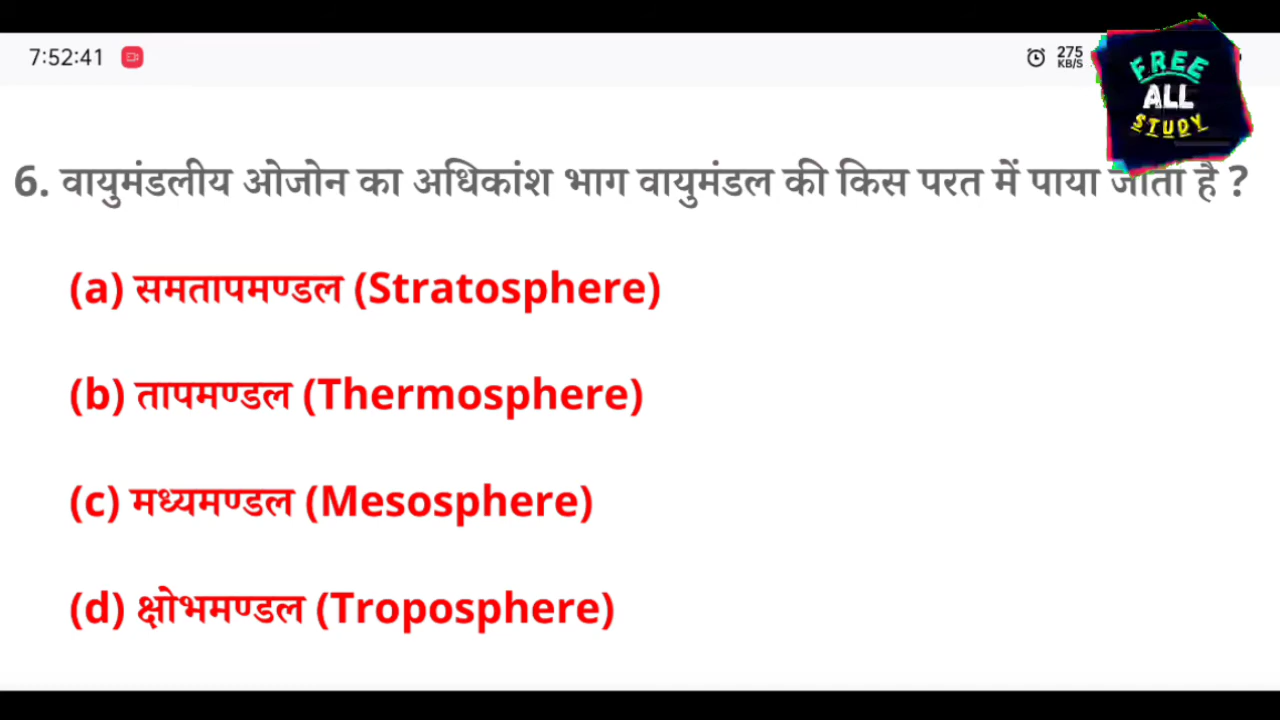 7:52:41
275
KB/S
FREE
ALL
STUDY
6. वायुमंडलीय ओजोन का अधिकांश भाग वायुमंडल की किस परत में पाया जाता है ?
(a) समतापमण्डल (Stratosphere)
(b) तापमण्डल (Thermosphere)
(c) मध्यमण्डल (Mesosphere)
(d) क्षोभमण्डल (Troposphere)